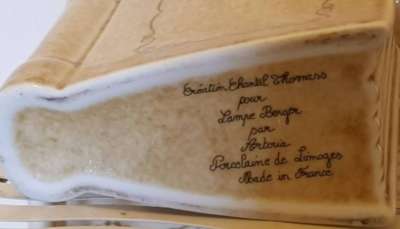 Création Chantal Thomass
pour
Lampe Berger
par
Artoria
Porcelaine de Limoges
Made in France